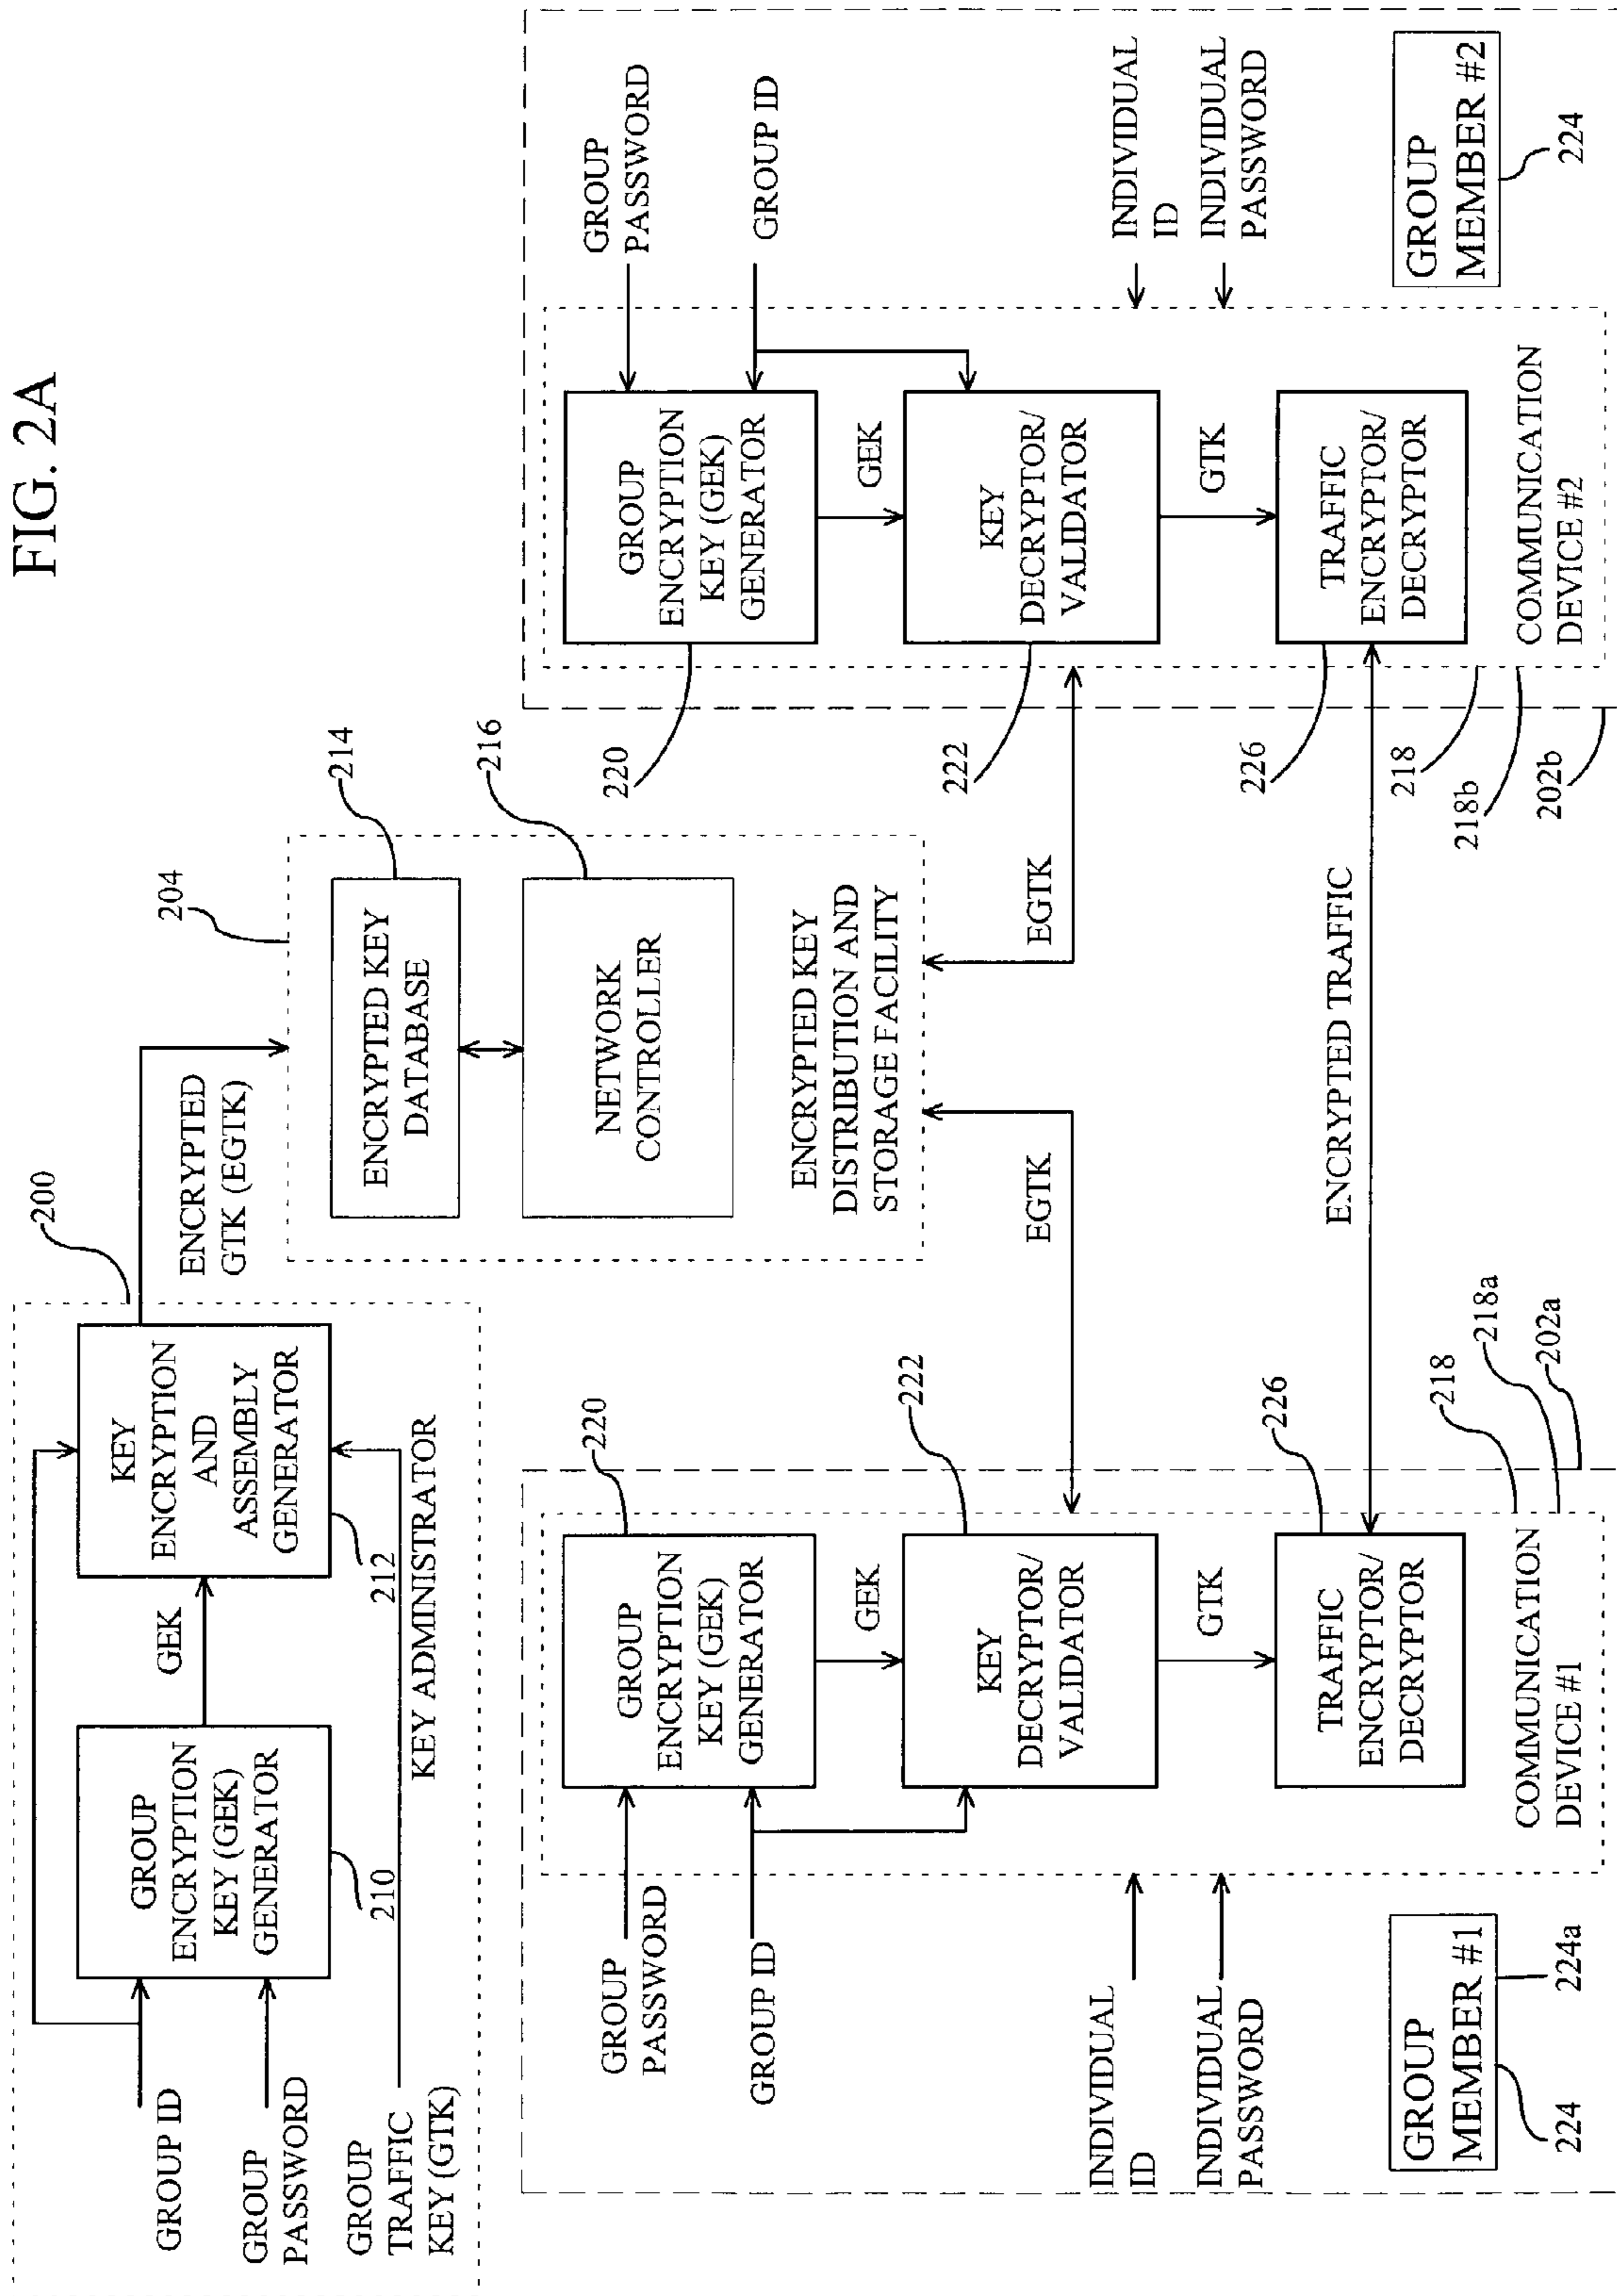 FIG. 2A
GROUP ID
GROUP
PASSWORD
GROUP
TRAFFIC
KEY (GTK)
GROUP
ENCRYPTION
KEY (GEK)
GENERATOR
210
GEK
KEY
ENCRYPTION
AND
ASSEMBLY
GENERATOR
212
KEY ADMINISTRATOR
200
ENCRYPTED
GTK (EGTK)
204
ENCRYPTED KEY
DATABASE
214
NETWORK
CONTROLLER
216
ENCRYPTED KEY
DISTRIBUTION AND
STORAGE FACILITY
EGTK
EGTK
GROUP
PASSWORD
GROUP ID
INDIVIDUAL
ID
INDIVIDUAL
PASSWORD
GROUP
MEMBER #1
224
224a
GROUP
ENCRYPTION
KEY (GEK)
GENERATOR
220
GEK
KEY
DECRYPTOR/
VALIDATOR
222
GTK
TRAFFIC
ENCRYPTOR/
DECRYPTOR
226
COMMUNICATION
DEVICE #1
218
218a
202a
ENCRYPTED TRAFFIC
GROUP
ENCRYPTION
KEY (GEK)
GENERATOR
220
GEK
KEY
DECRYPTOR/
VALIDATOR
222
GTK
TRAFFIC
ENCRYPTOR/
DECRYPTOR
226
COMMUNICATION
DEVICE #2
218
218b
202b
GROUP
PASSWORD
GROUP ID
INDIVIDUAL
ID
INDIVIDUAL
PASSWORD
GROUP
MEMBER #2
224